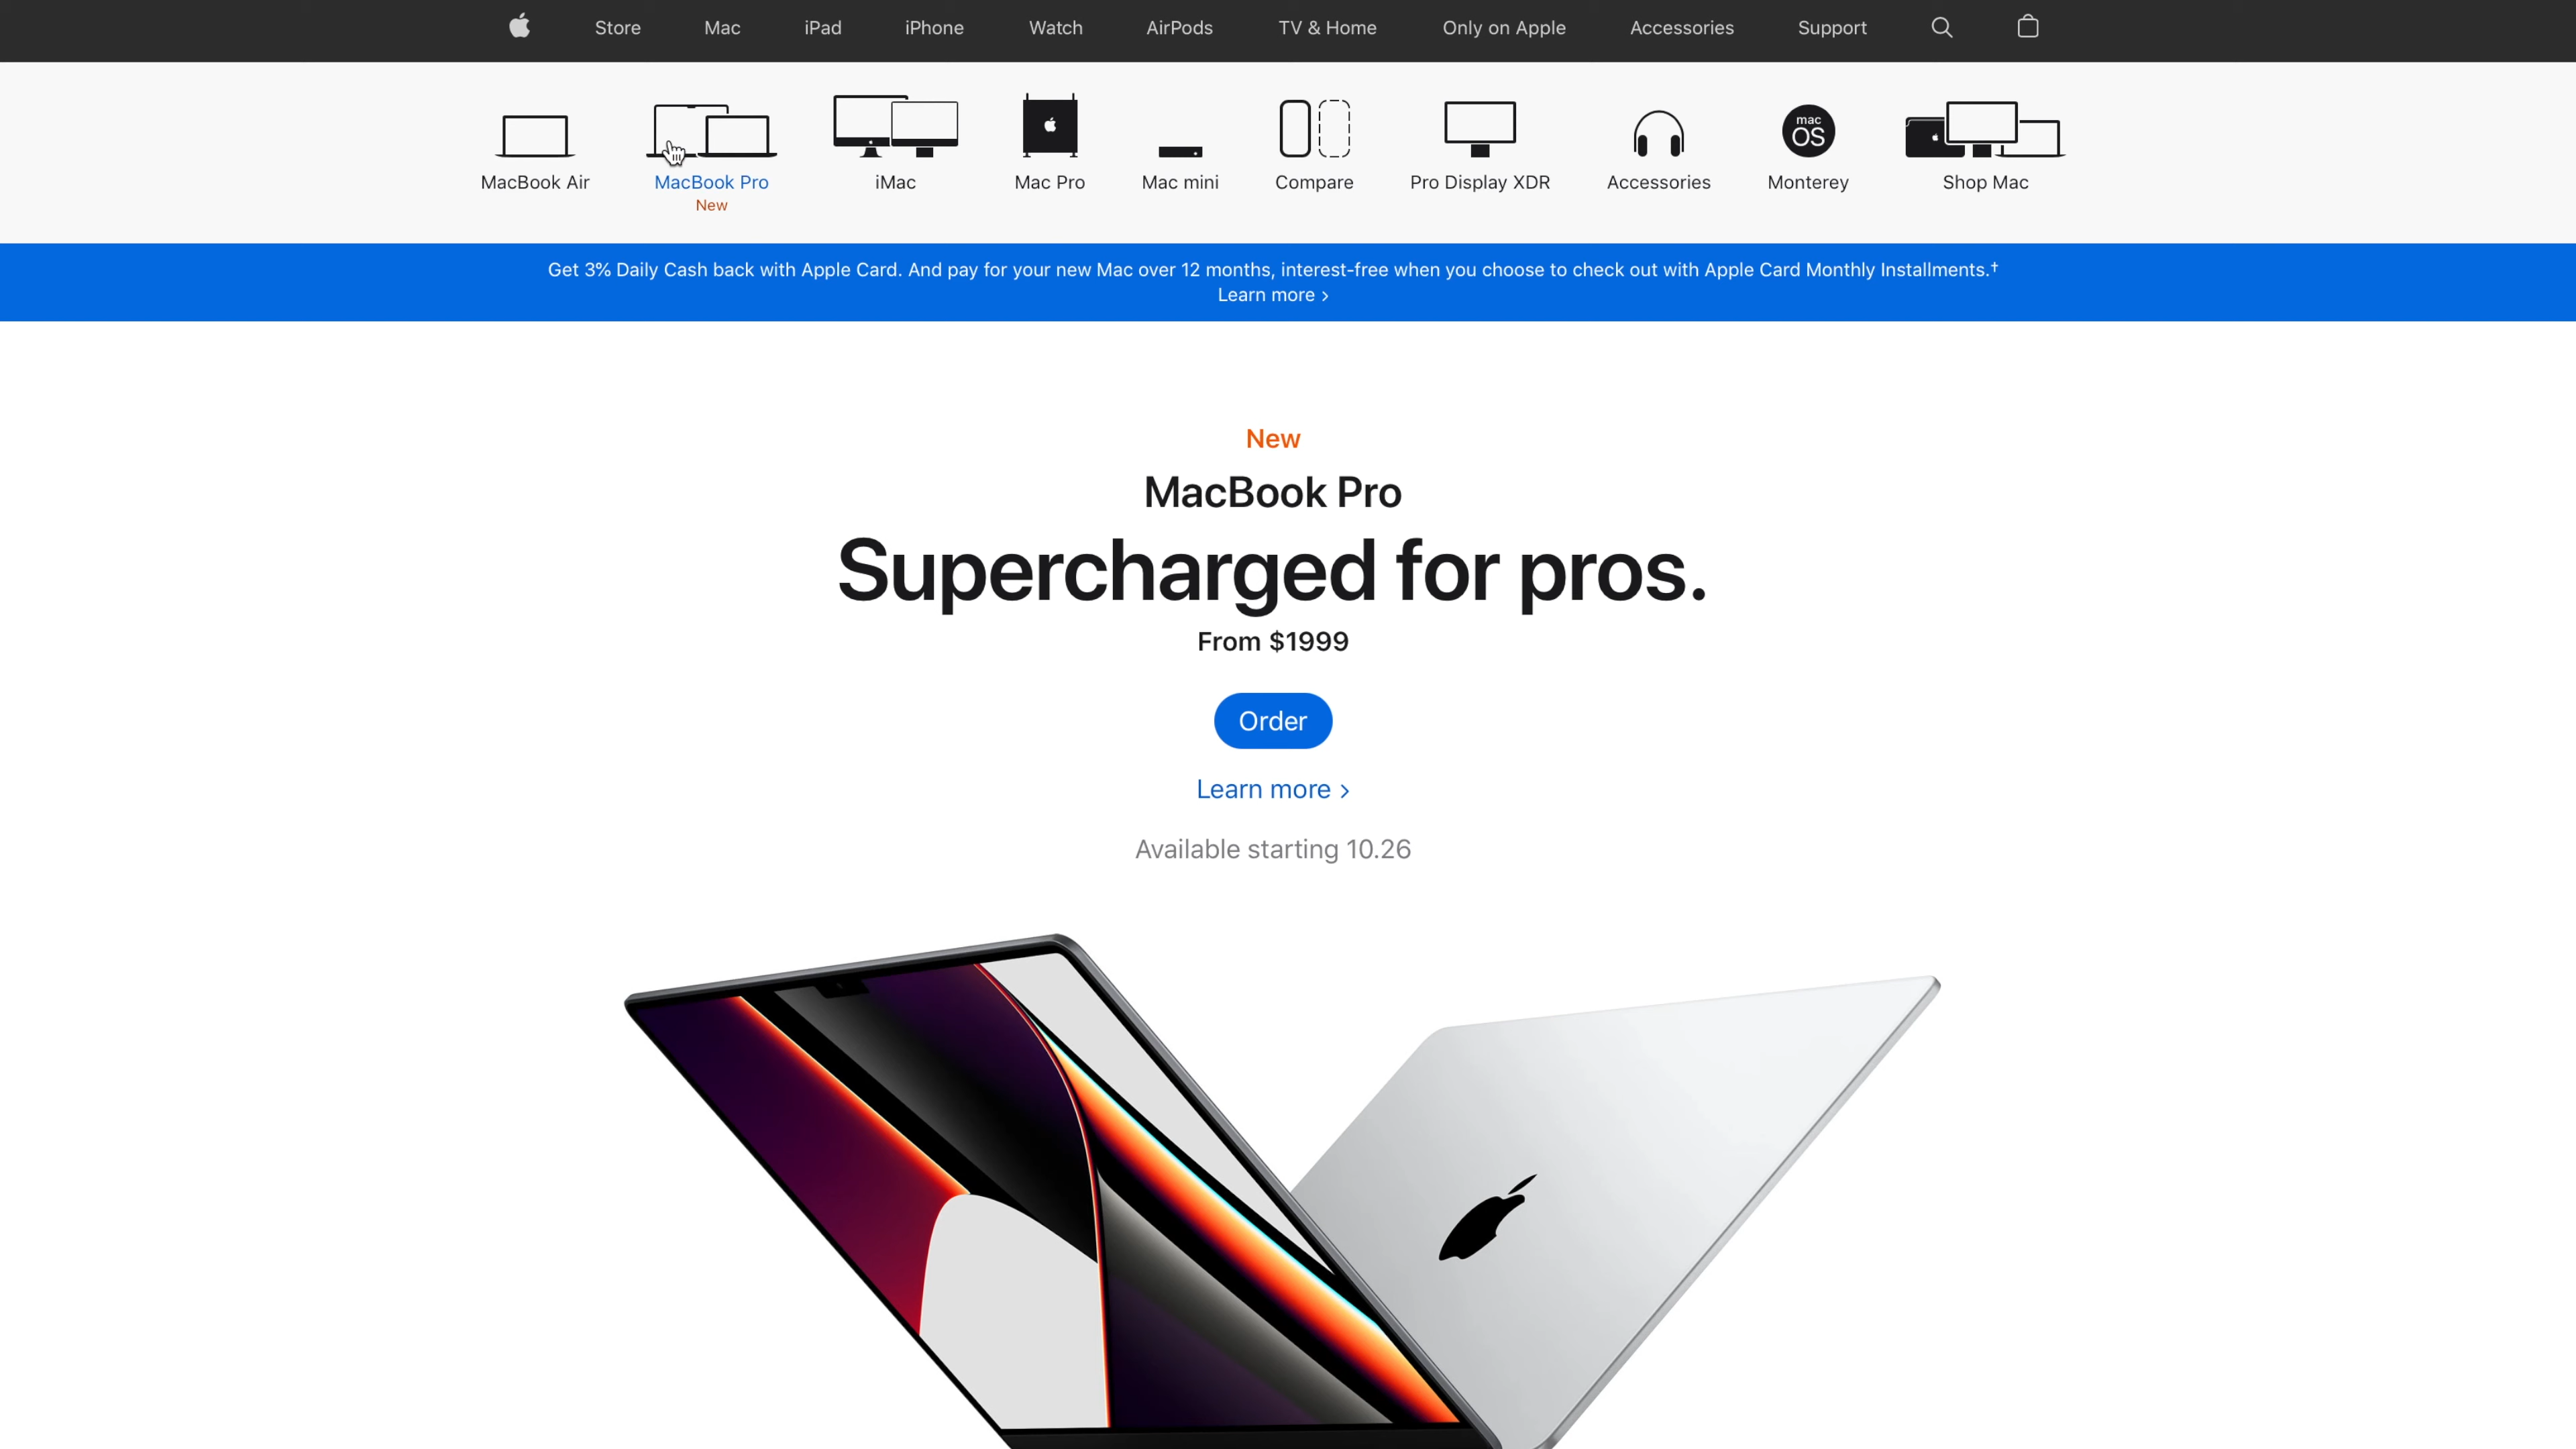 Store Mac iPad iPhone Watch AirPods TV & Home Only on Apple Accessories Support
mac
OS
MacBook Air MacBook Pro iMac Mac Pro Mac mini Compare Pro Display XDR Accessories Monterey Shop Mac
New
Get 3% Daily Cash back with Apple Card. And pay for your new Mac over 12 months, interest-free when you choose to check out with Apple Card Monthly Installments.†
Learn more >
New
MacBook Pro
Supercharged for pros.
From $1999
Order
Learn more >
Available starting 10.26